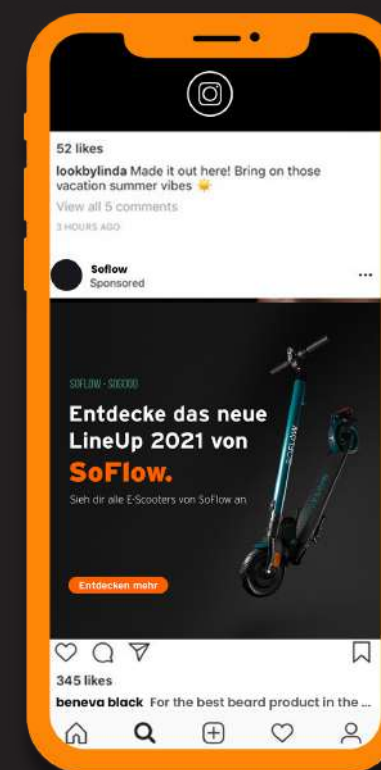 52 likes
lookbylinda Made it out here! Bring on those
vacation summer vibes ☀️
View all 5 comments
3 HOURS AGO
Soflow
Sponsored
SOFLOW - SOGOOD
Entdecke das neue
LineUp 2021 von
SoFlow.
Sieh dir alle E-Scooters von SoFlow an
SOFLOW
Entdecken mehr
345 likes
beneva black For the best beard product in the ...